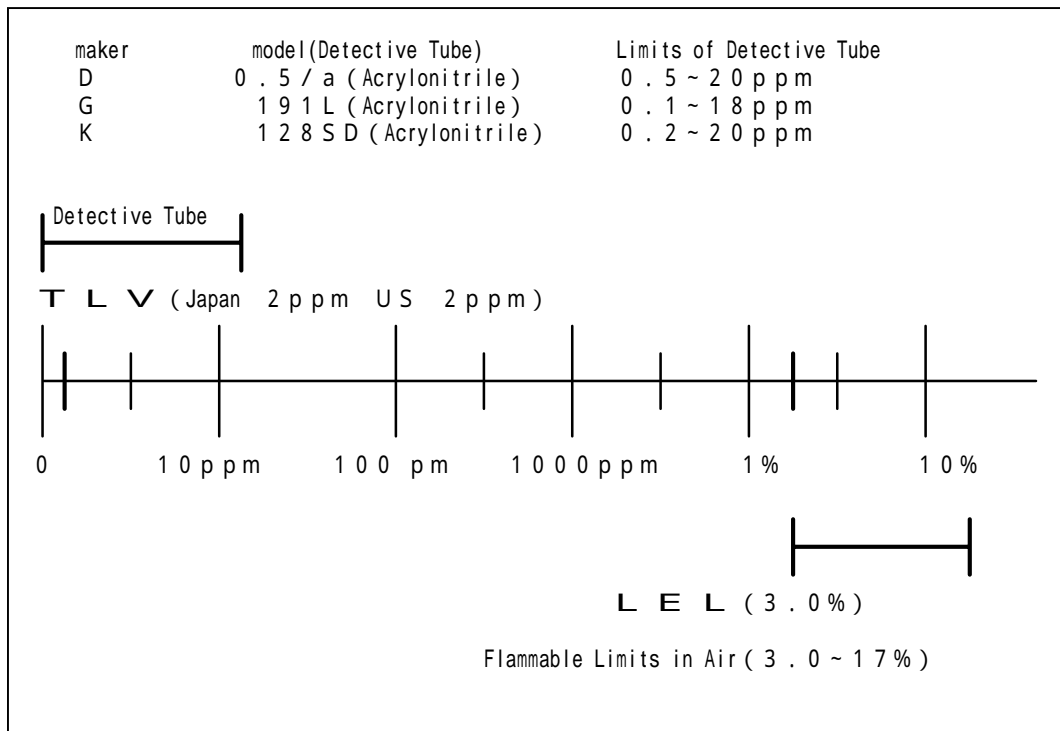 maker model(Detective Tube) Limits of Detective Tube
D 0.5/a(Acrylonitrile) 0.5~20ppm
G 191L(Acrylonitrile) 0.1~18ppm
K 128SD(Acrylonitrile) 0.2~20ppm
Detective Tube
TLV(Japan 2ppm US 2ppm)
0 10ppm 100 pm 1000ppm 1% 10%
LEL(3.0%)
Flammable Limits in Air(3.0~17%)